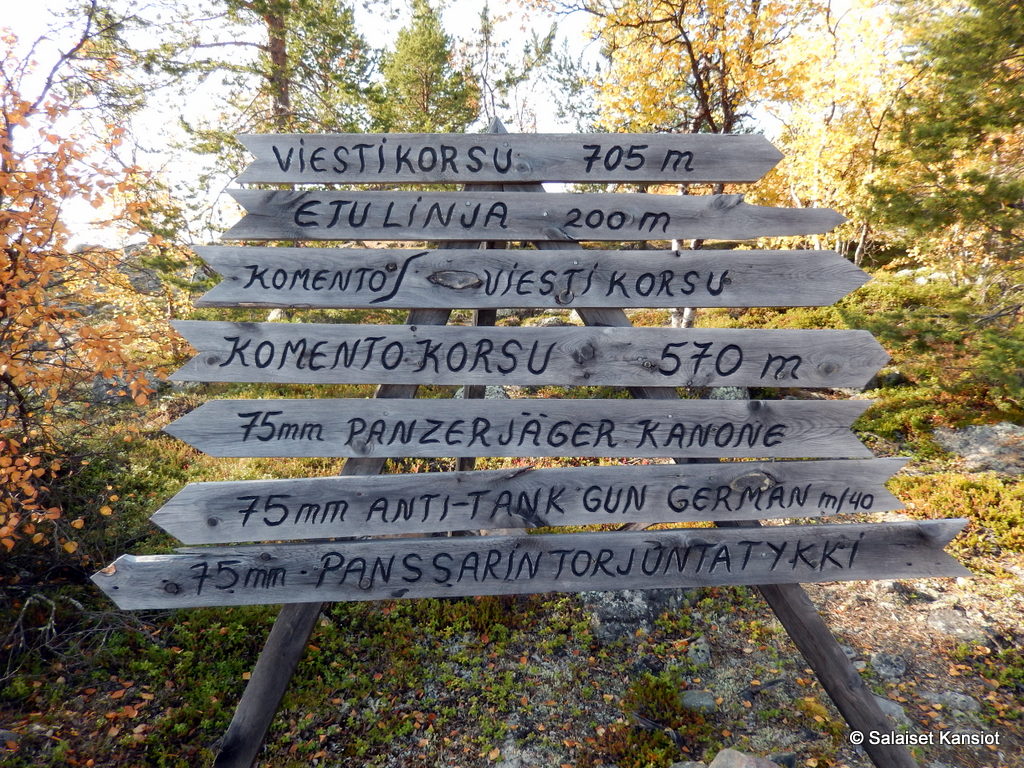 VIESTIKORSU 705 m
ETULINJA 200 m
KOMENTO/ VIESTIKORSU
KOMENTOKORSU 570 m
75mm PANZERJÄGER KANONE
75mm ANTI-TANK GUN GERMAN m/40
75mm · PANSSARINTORJUNTATYKKI
© Salaiset Kansiot